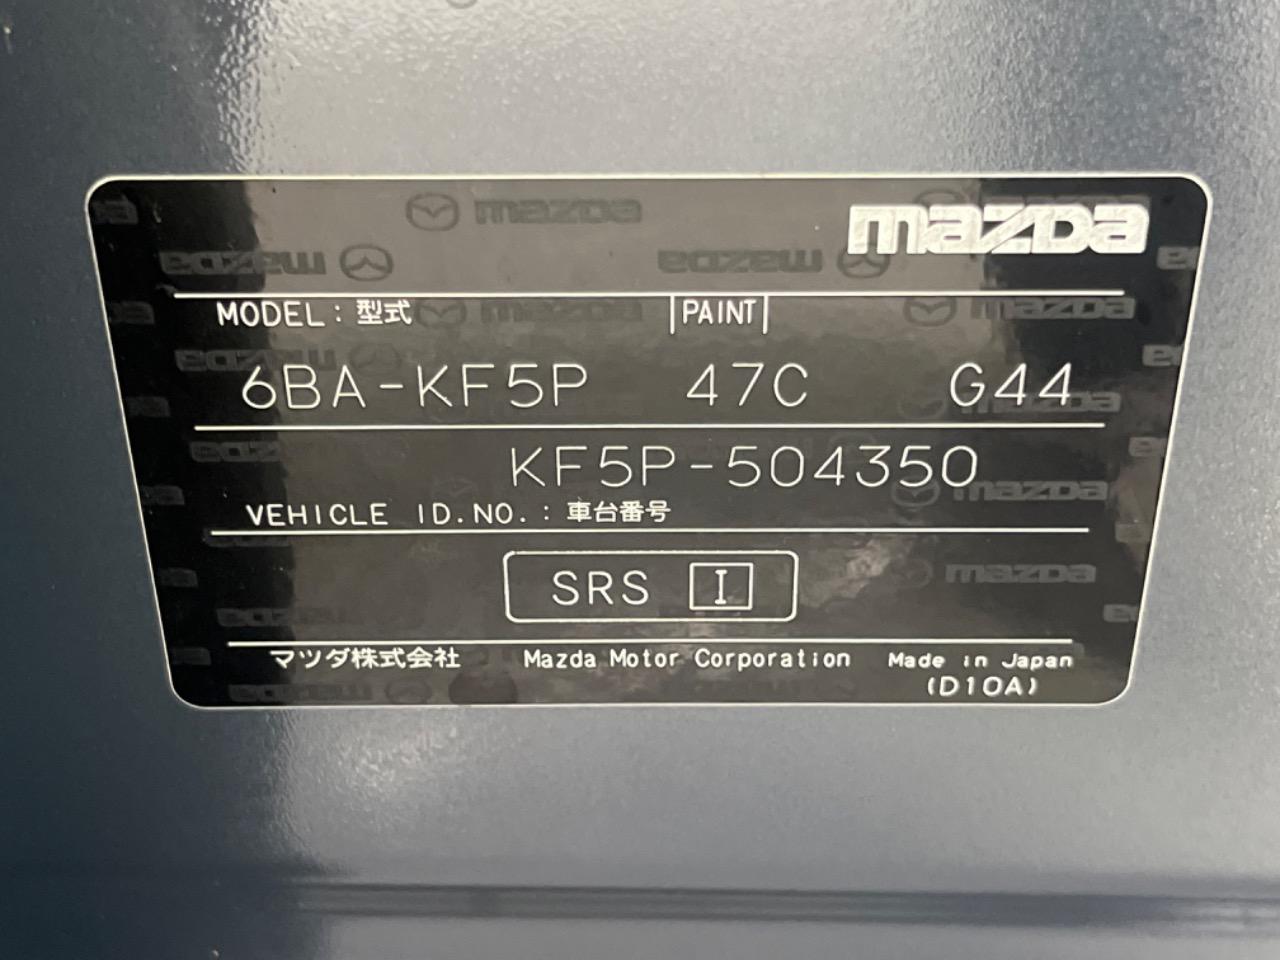 mazda
MODEL : 型式 PAINT
6BA-KF5P 47C G44
KF5P-504350
VEHICLE ID.NO. : 車台番号
SRS I
マツダ株式会社 Mazda Motor Corporation Made in Japan
(D10A)